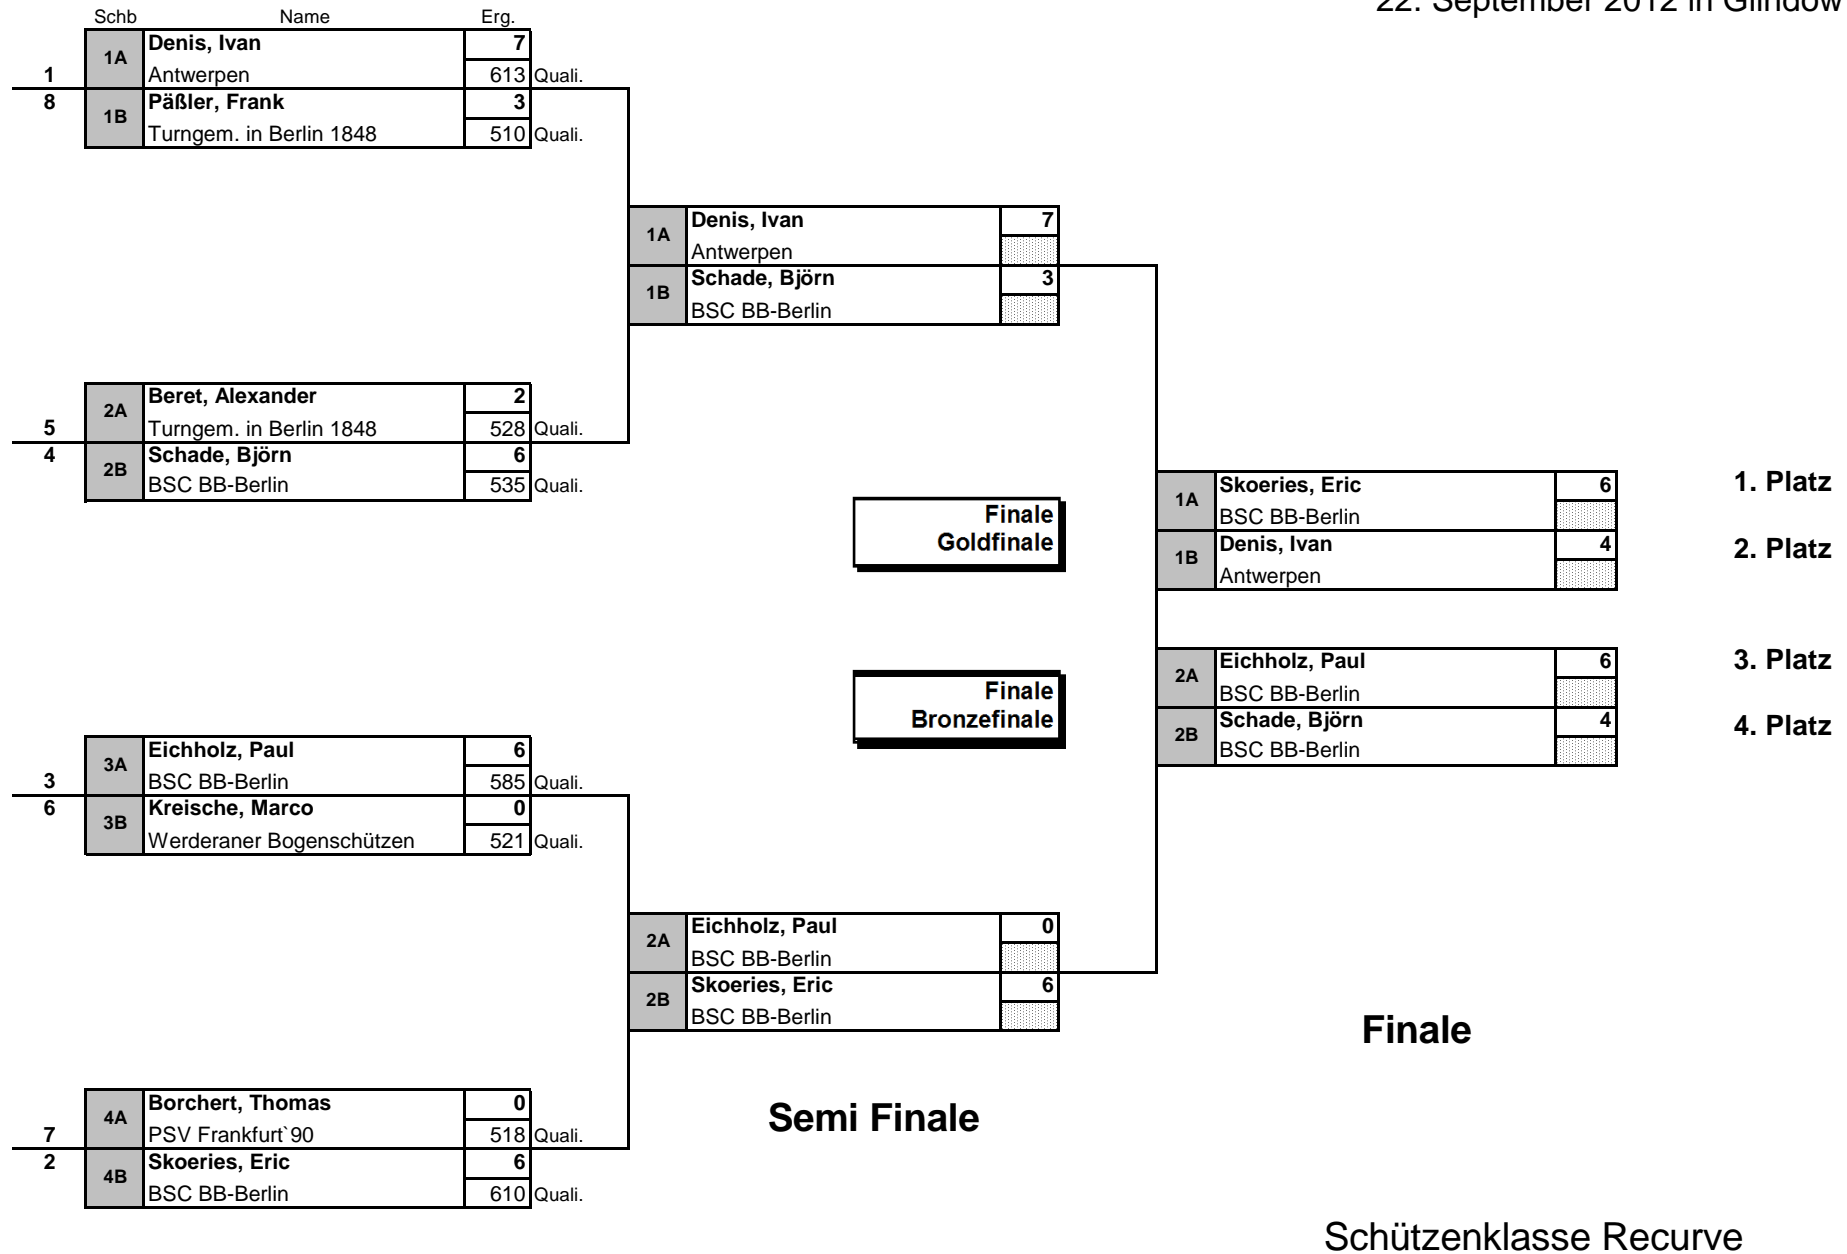 22. September 2012 in Glindow
Schb Name Erg.
1A Denis, Ivan 7
1 Antwerpen 613 Quali.
8 1B Päßler, Frank 3
Turngem. in Berlin 1848 510 Quali.
1A Denis, Ivan 7
Antwerpen
1B Schade, Björn 3
BSC BB-Berlin
2A Beret, Alexander 2
5 Turngem. in Berlin 1848 528 Quali.
4 2B Schade, Björn 6
BSC BB-Berlin 535 Quali.
Finale
Goldfinale
1A Skoeries, Eric 6 1. Platz
BSC BB-Berlin
1B Denis, Ivan 4 2. Platz
Antwerpen
Finale
Bronzefinale
2A Eichholz, Paul 6 3. Platz
BSC BB-Berlin
2B Schade, Björn 4 4. Platz
BSC BB-Berlin
3A Eichholz, Paul 6
3 BSC BB-Berlin 585 Quali.
6 3B Kreische, Marco 0
Werderaner Bogenschützen 521 Quali.
2A Eichholz, Paul 0
BSC BB-Berlin
2B Skoeries, Eric 6
BSC BB-Berlin
Finale
4A Borchert, Thomas 0
7 PSV Frankfurt`90 518 Quali.
2 4B Skoeries, Eric 6
BSC BB-Berlin 610 Quali.
Semi Finale
Schützenklasse Recurve